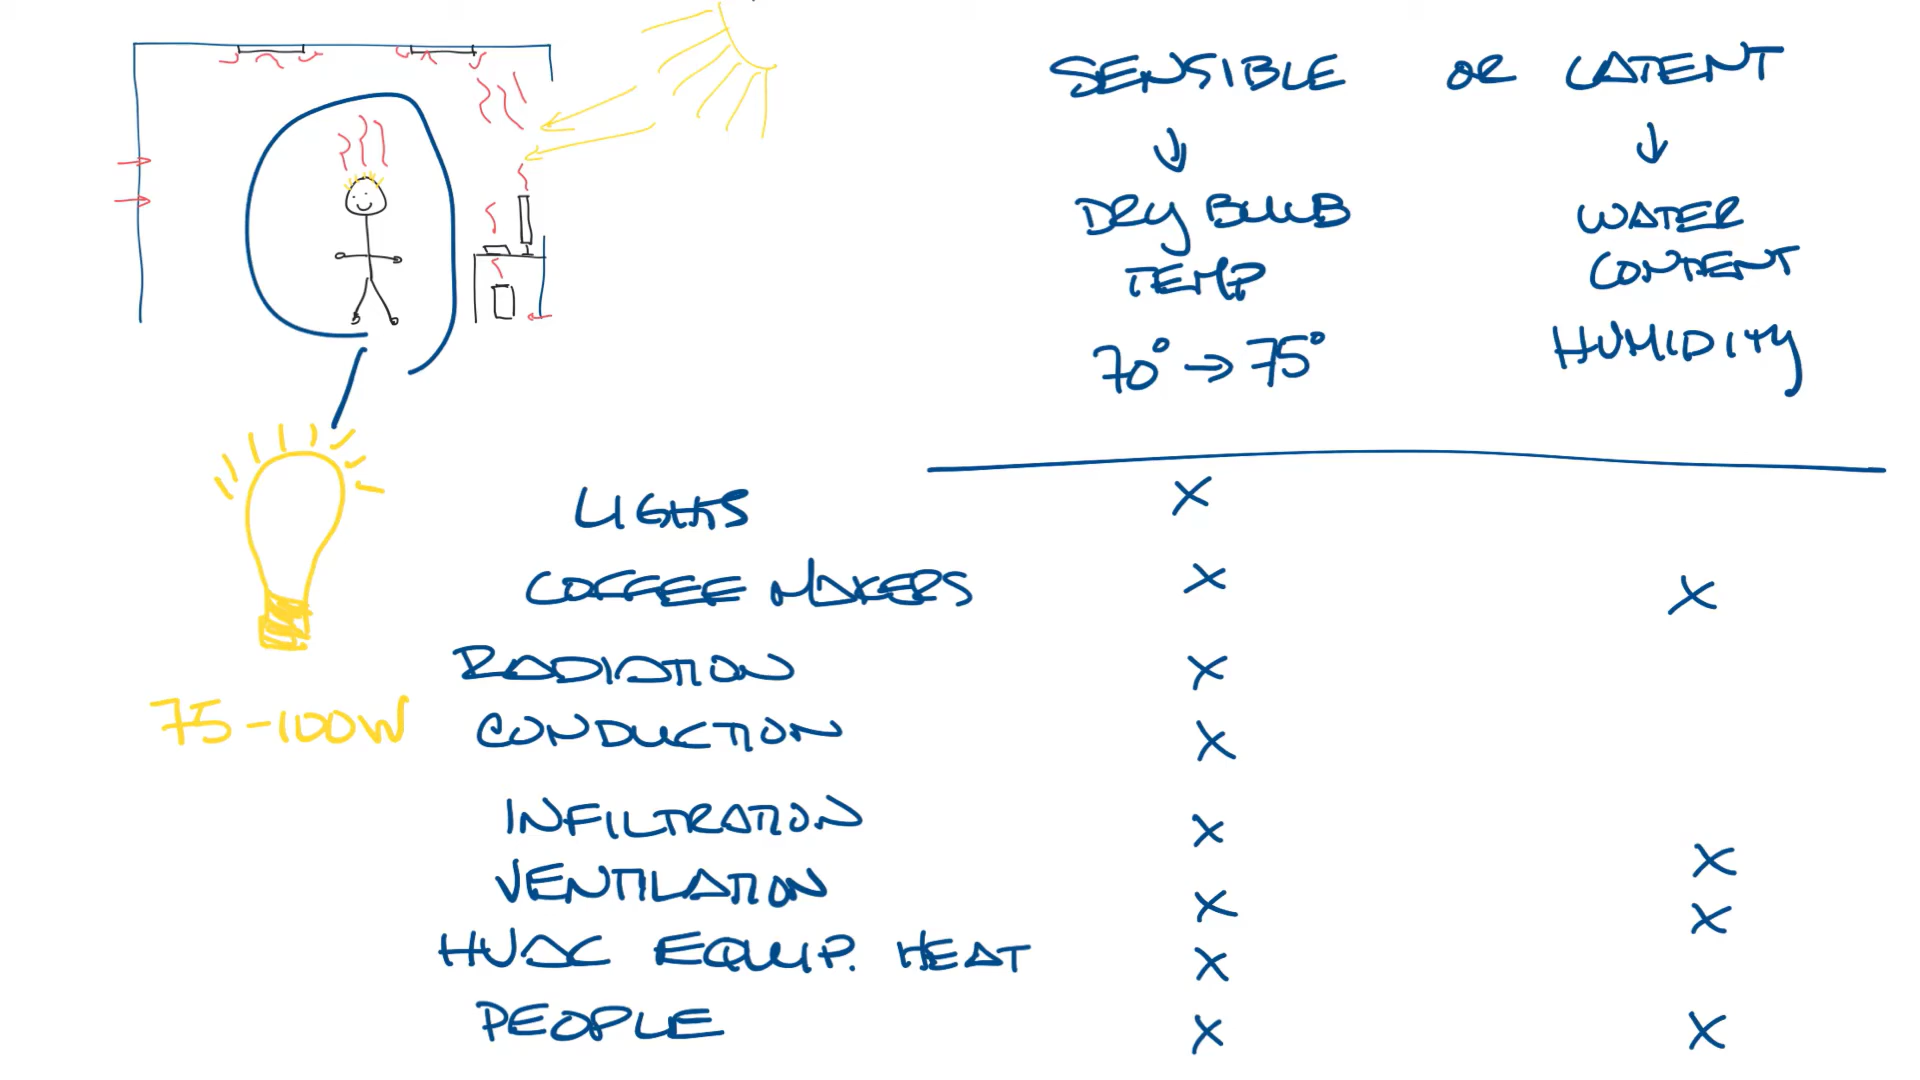 SENSIBLE OR LATENT
DRY BULB
TEMP
70° → 75°
WATER
CONTENT
HUMIDITY
LIGHTS X
COFFEE MAKERS X X
RADIATION X
CONDUCTION X
INFILTRATION X X
VENTILATION X X
HVAC EQUIP. HEAT X
PEOPLE X X
75-100W